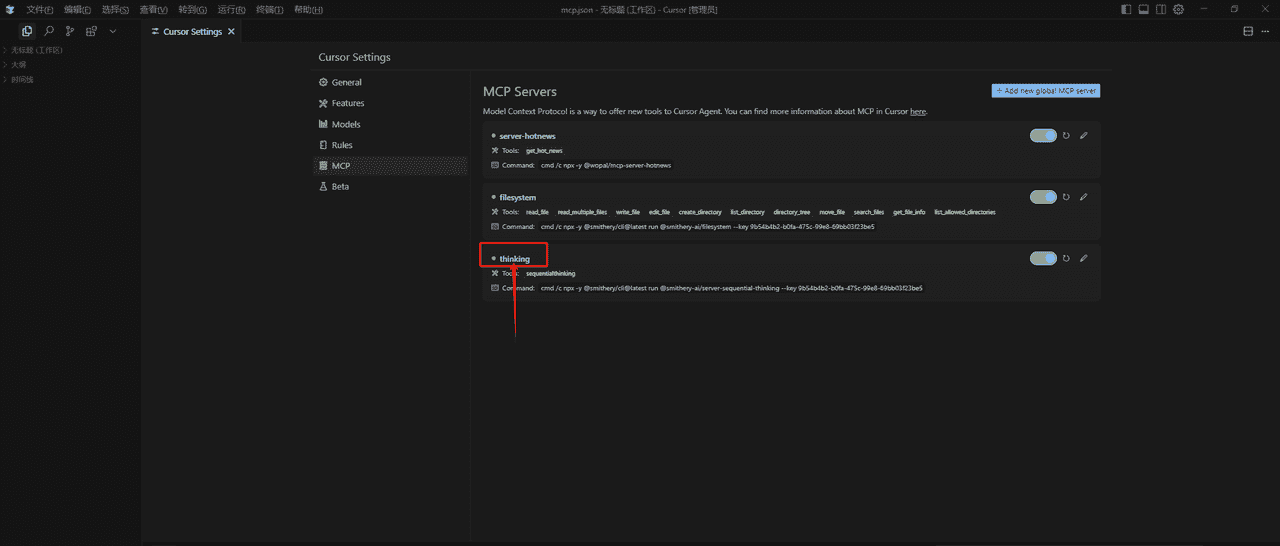 文件(F) 编辑(E) 选择(S) 查看(V) 转到(G) 运行(R) 终端(T) 帮助(H) mcp.json - 无标题 (工作区) - Cursor [管理员]
Cursor Settings
无标题 (工作区)
大纲
时间线
Cursor Settings
General
Features
Models
Rules
MCP
Beta
MCP Servers
+ Add new global MCP server
Model Context Protocol is a way to offer new tools to Cursor Agent. You can find more information about MCP in Cursor here.
server-hotnews
Tools: get_hot_news
Command: cmd /c npx -y @wopal/mcp-server-hotnews
filesystem
Tools: read_file read_multiple_files write_file edit_file create_directory list_directory directory_tree move_file search_files get_file_info list_allowed_directories
Command: cmd /c npx -y @smithery/cli@latest run @smithery-ai/filesystem --key 9b54b4b2-b0fa-475c-99e8-69bb03f23be5
thinking
Tools: sequentialthinking
Command: cmd /c npx -y @smithery/cli@latest run @smithery-ai/server-sequential-thinking --key 9b54b4b2-b0fa-475c-99e8-69bb03f23be5